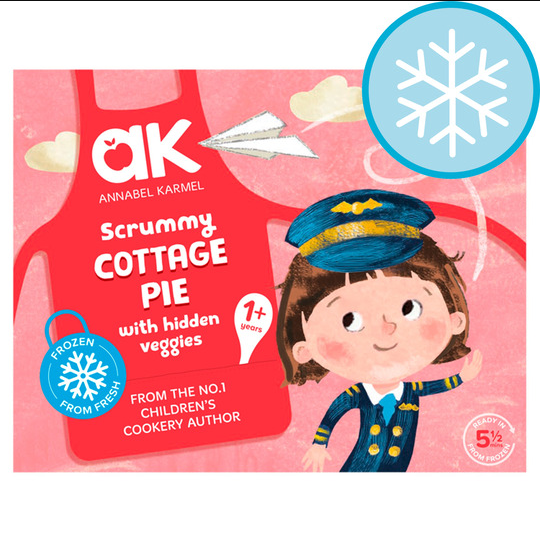 ak
ANNABEL KARMEL
Scrummy
COTTAGE
PIE
with hidden
veggies
1+
years
FROZEN
FROM FRESH
FROM THE NO.1
CHILDREN'S
COOKERY AUTHOR
READY IN
5½
mins
FROM FROZEN